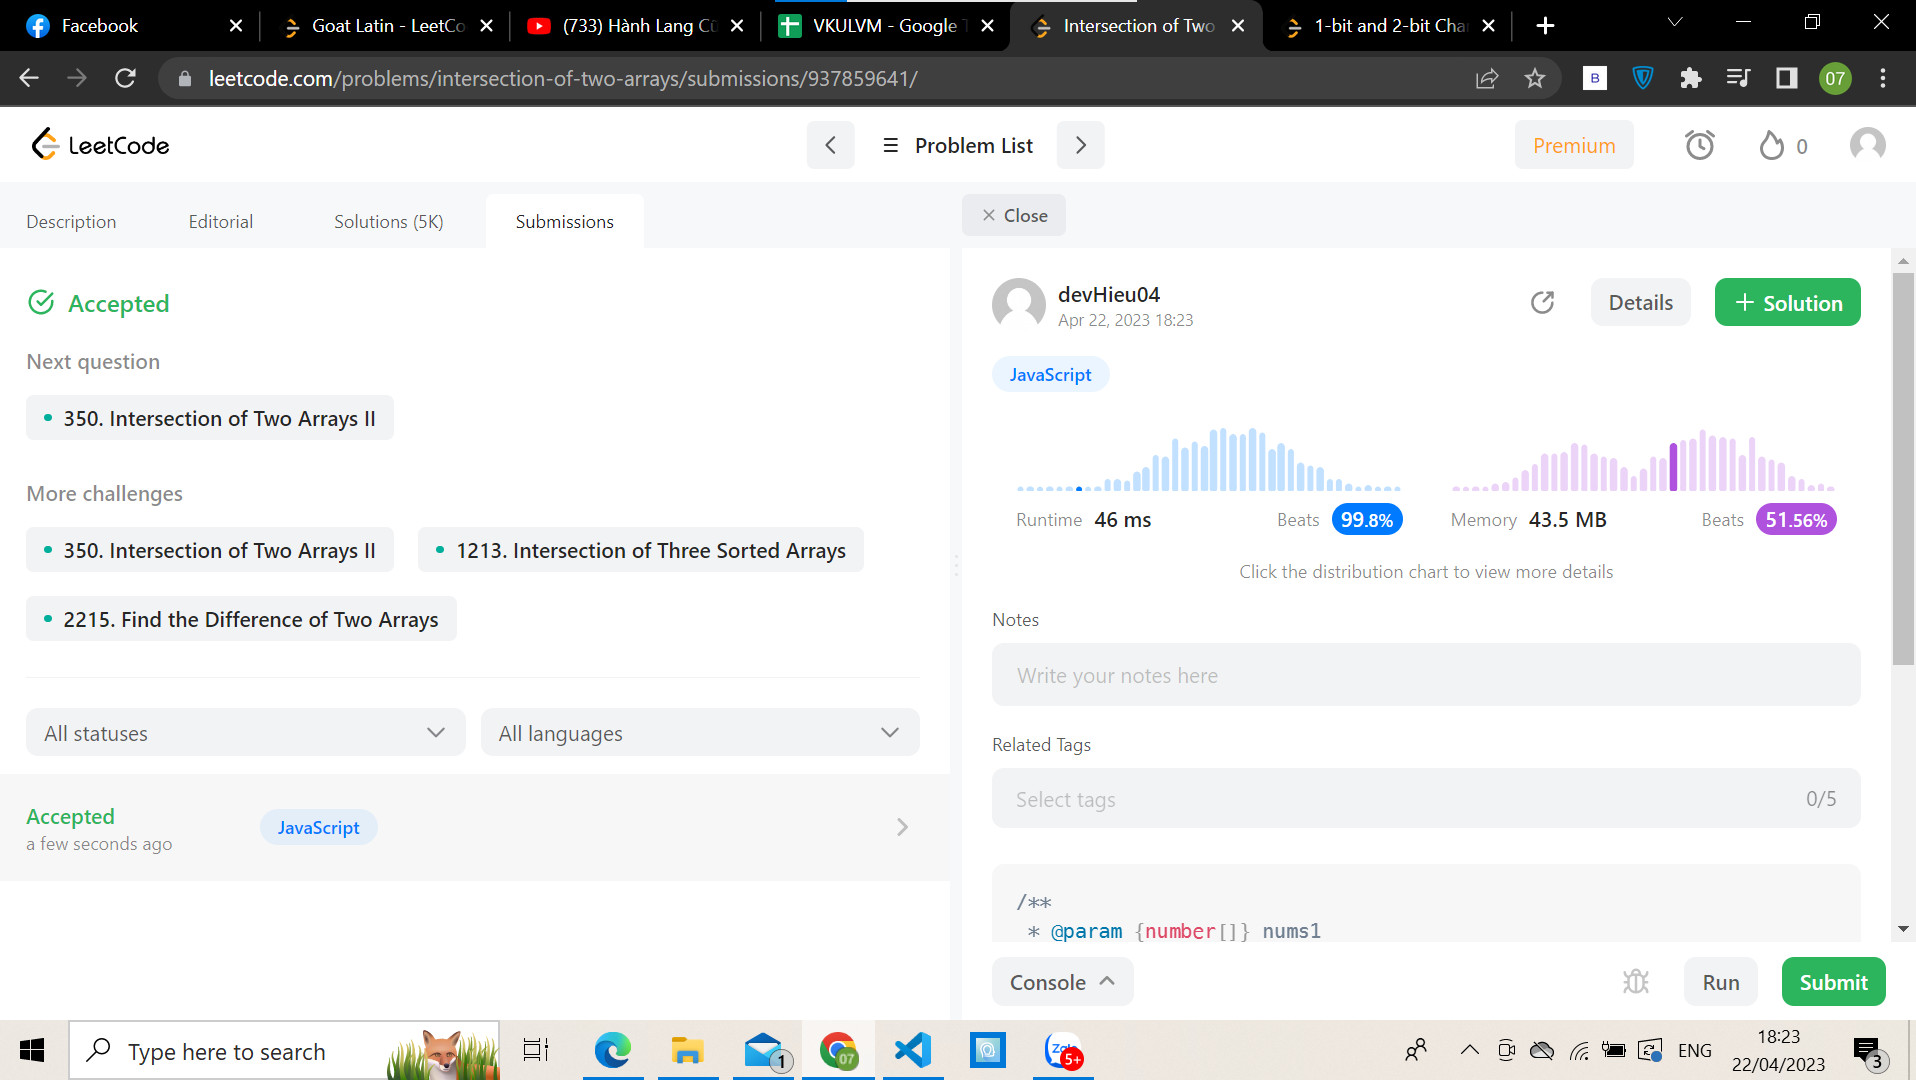 Facebook
Goat Latin - LeetCo
(733) Hành Lang Cũ
VKULVM - Google T
Intersection of Two
1-bit and 2-bit Cha
leetcode.com/problems/intersection-of-two-arrays/submissions/937859641/
B
07
LeetCode
Problem List
Premium
0
Description
Editorial
Solutions (5K)
Submissions
Close
Accepted
Next question
350. Intersection of Two Arrays II
More challenges
350. Intersection of Two Arrays II
1213. Intersection of Three Sorted Arrays
2215. Find the Difference of Two Arrays
All statuses
All languages
Accepted
a few seconds ago
JavaScript
devHieu04
Apr 22, 2023 18:23
Details
+ Solution
JavaScript
Runtime 46 ms
Beats 99.8%
Memory 43.5 MB
Beats 51.56%
Click the distribution chart to view more details
Notes
Write your notes here
Related Tags
Select tags
0/5
/**
* @param {number[]} nums1
Console
Run
Submit
Type here to search
1
07
Zalo
5+
ENG
18:23
22/04/2023
3